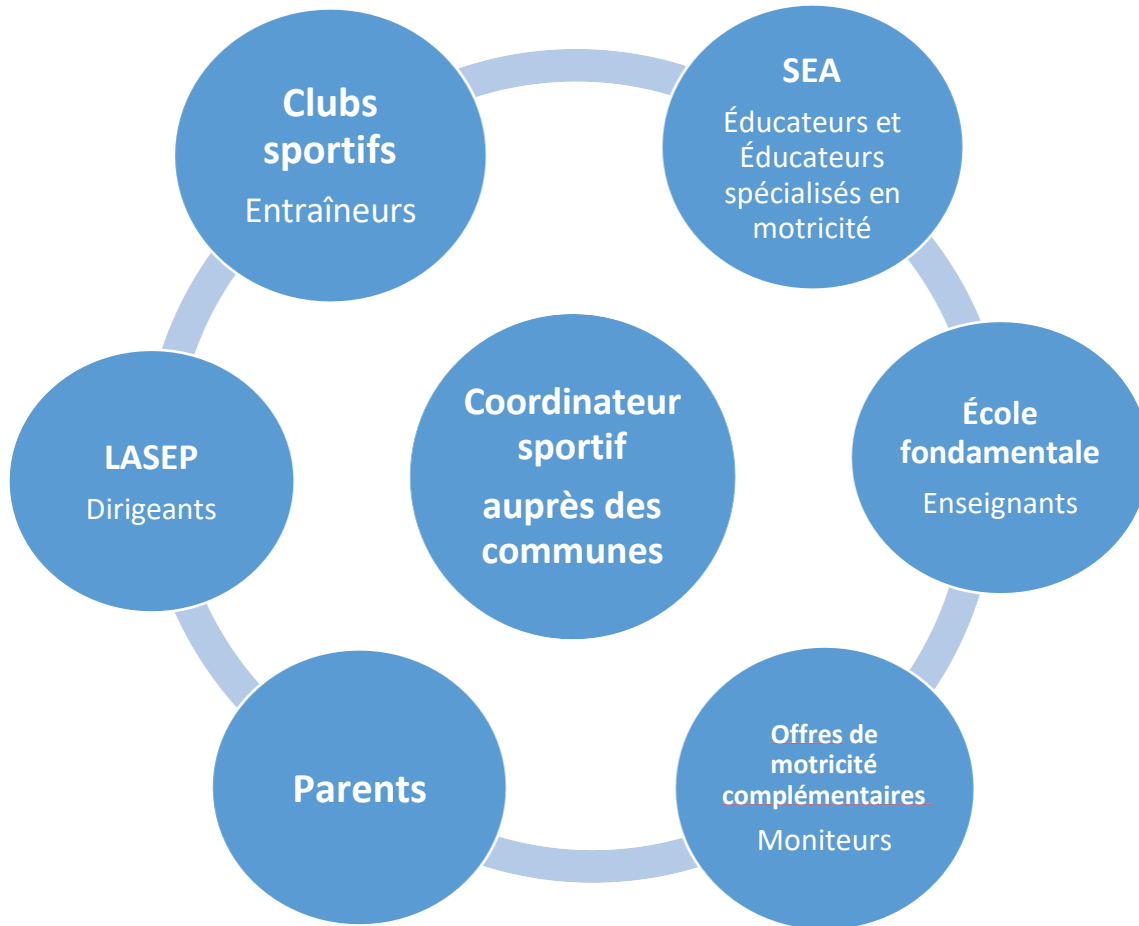 Clubs
sportifs
Entraîneurs
SEA
Éducateurs et
Éducateurs
spécialisés en
motricité
LASEP
Dirigeants
Coordinateur
sportif
auprès des
communes
École
fondamentale
Enseignants
Parents
Offres de
motricité
complémentaires
Moniteurs